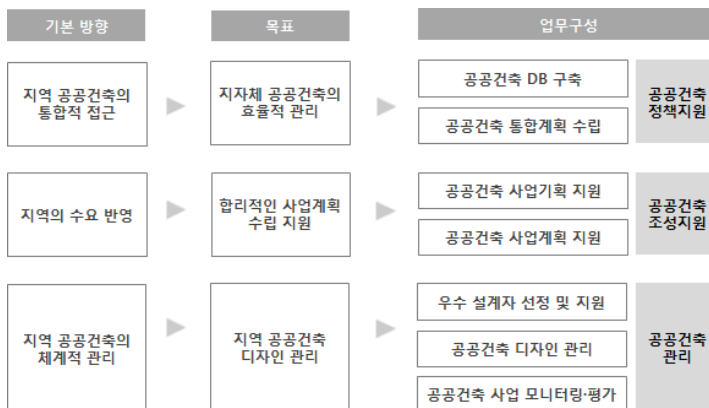 기본 방향
목표
업무구성
지역 공공건축의
통합적 접근
지자체 공공건축의
효율적 관리
공공건축 DB 구축
공공건축 통합계획 수립
공공건축
정책지원
지역의 수요 반영
합리적인 사업계획
수립 지원
공공건축 사업기획 지원
공공건축 사업계획 지원
공공건축
조성지원
지역 공공건축의
체계적 관리
지역 공공건축
디자인 관리
우수 설계자 선정 및 지원
공공건축 디자인 관리
공공건축 사업 모니터링·평가
공공건축
관리